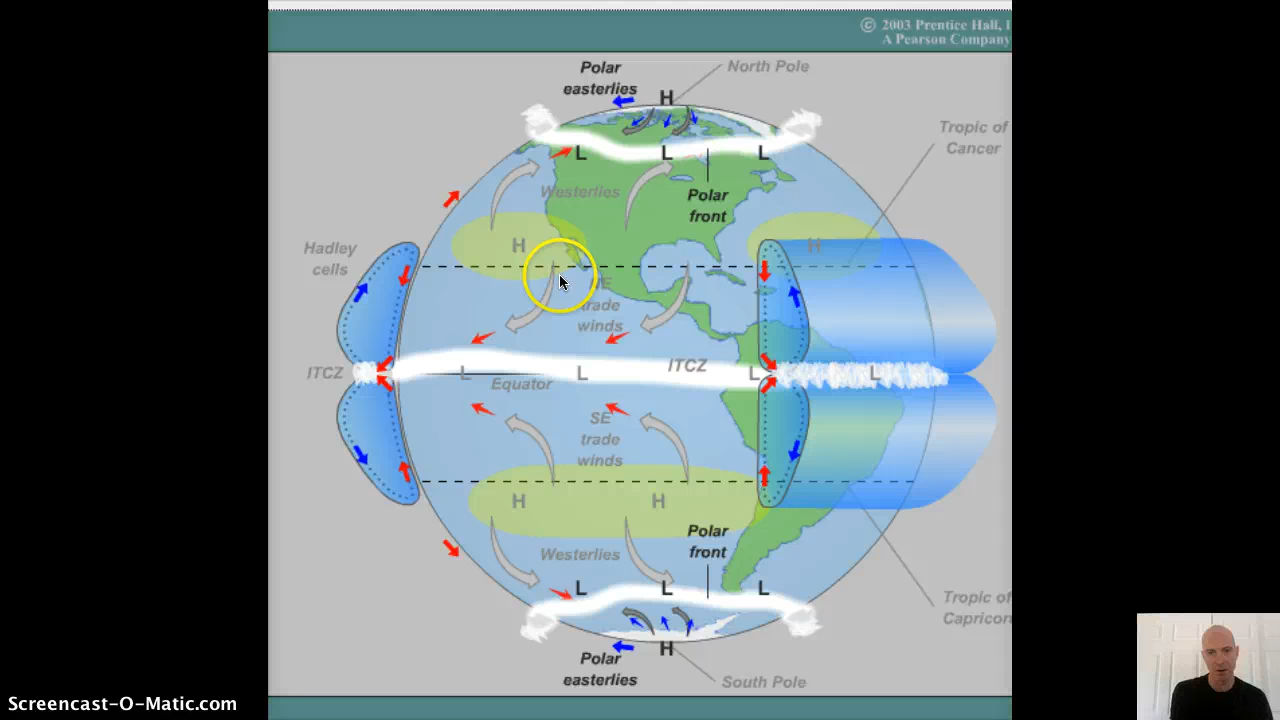 © 2003 Prentice Hall, I
A Pearson Company
Polar
easterlies
North Pole
H
Tropic of
Cancer
L
L
L
Westerlies
Polar
front
Hadley
cells
H
H
NE
trade
winds
ITCZ
ITCZ
L
L
L
L
Equator
SE
trade
winds
H
H
Polar
front
Westerlies
L
L
L
Tropic of
Capricon
H
Polar
easterlies
South Pole
Screencast-O-Matic.com